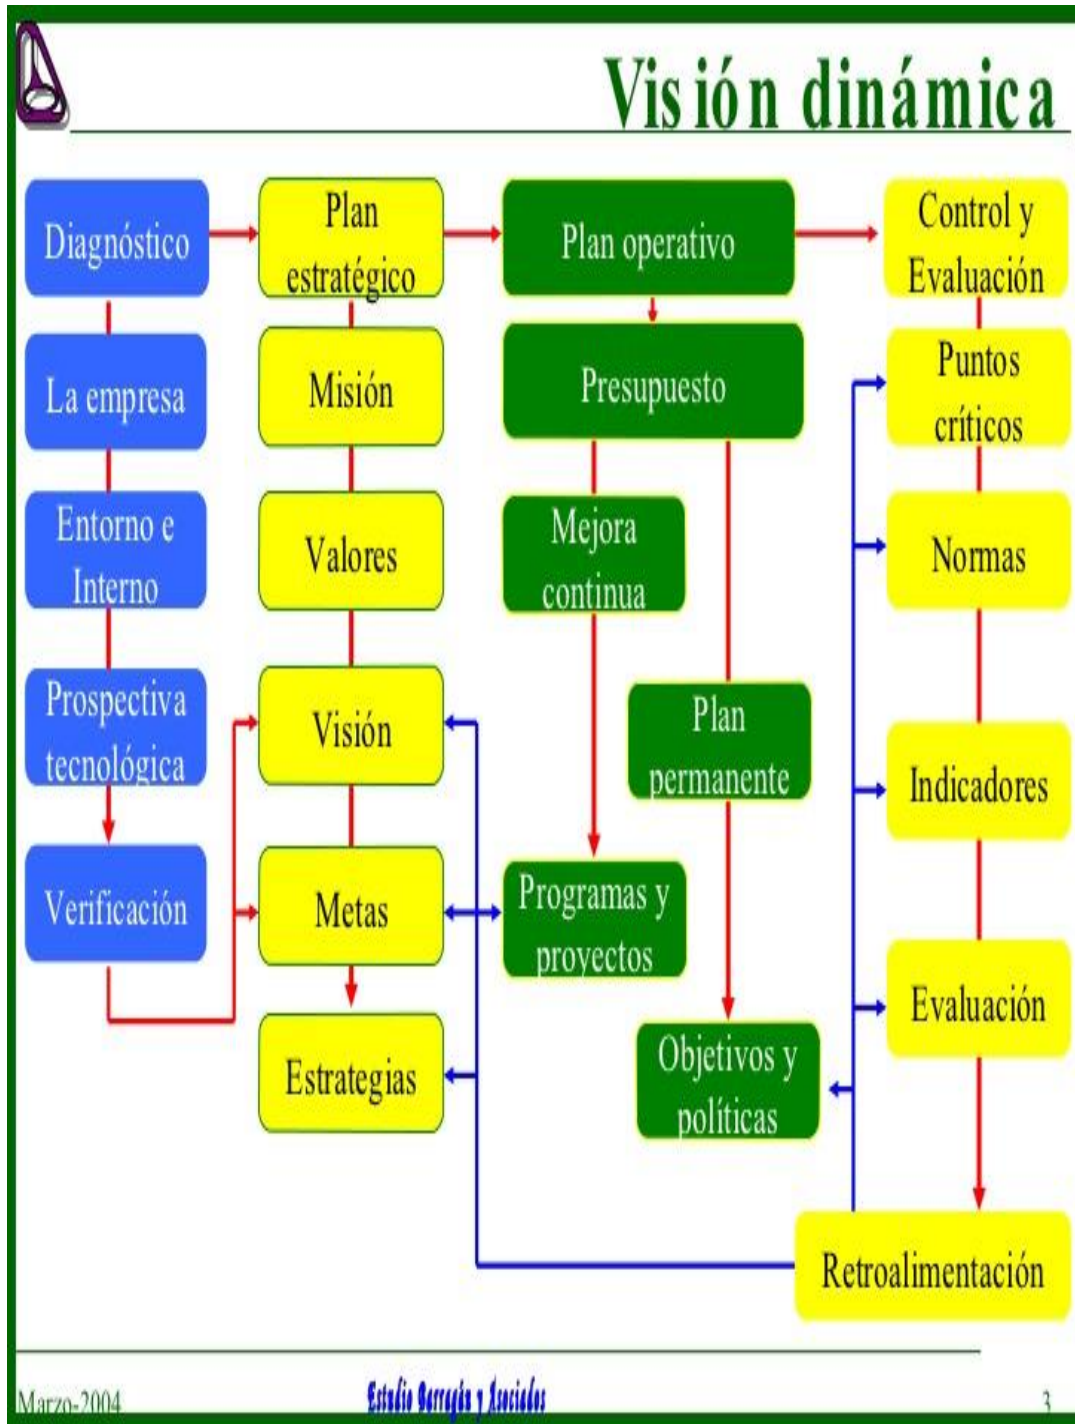 Visión dinámica
Diagnóstico
Plan
estratégico
Plan operativo
Control y
Evaluación
La empresa
Misión
Presupuesto
Puntos
críticos
Entorno e
Interno
Valores
Mejora
continua
Normas
Prospectiva
tecnológica
Visión
Plan
permanente
Indicadores
Verificación
Metas
Programas y
proyectos
Evaluación
Estrategias
Objetivos y
políticas
Retroalimentación
Marzo-2004
Estudio Barragán y Asociados
3